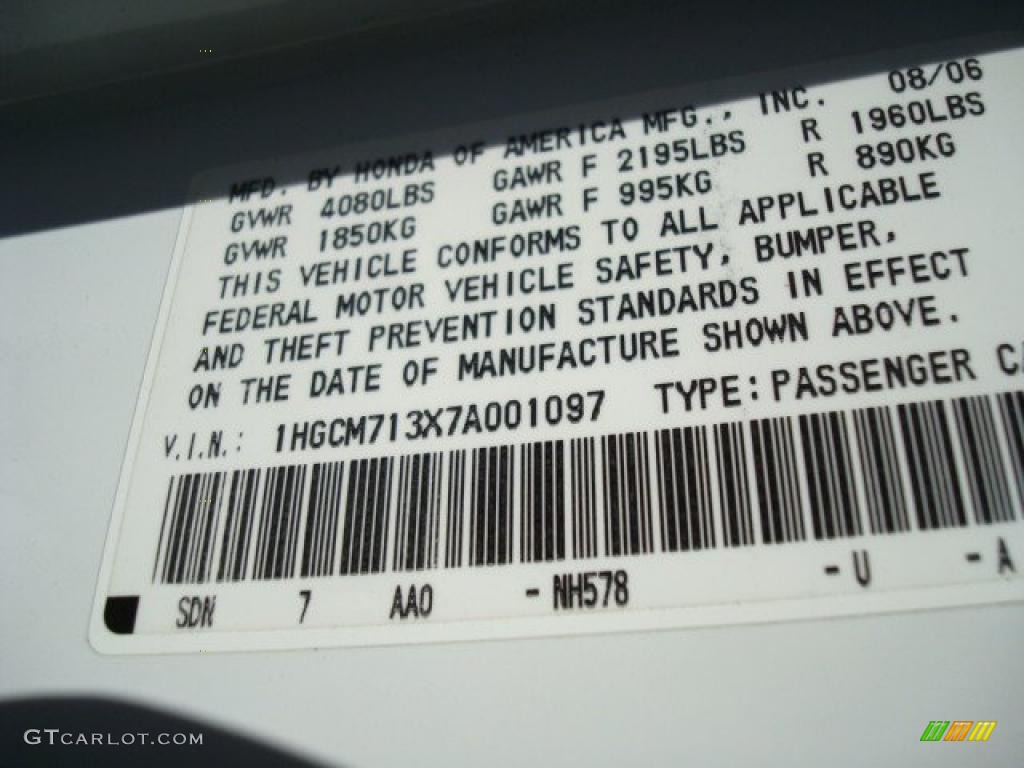 MFD. BY HONDA OF AMERICA MFG., INC. 08/06
GVWR 4080LBS GAWR F 2195LBS R 1960LBS
GVWR 1850KG GAWR F 995KG R 890KG
THIS VEHICLE CONFORMS TO ALL APPLICABLE
FEDERAL MOTOR VEHICLE SAFETY, BUMPER,
AND THEFT PREVENTION STANDARDS IN EFFECT
ON THE DATE OF MANUFACTURE SHOWN ABOVE.
V.I.N.: 1HGCM713X7A001097 TYPE: PASSENGER CA
SDN 7 AA0 -NH578 -U -A
GTCARLOT.COM